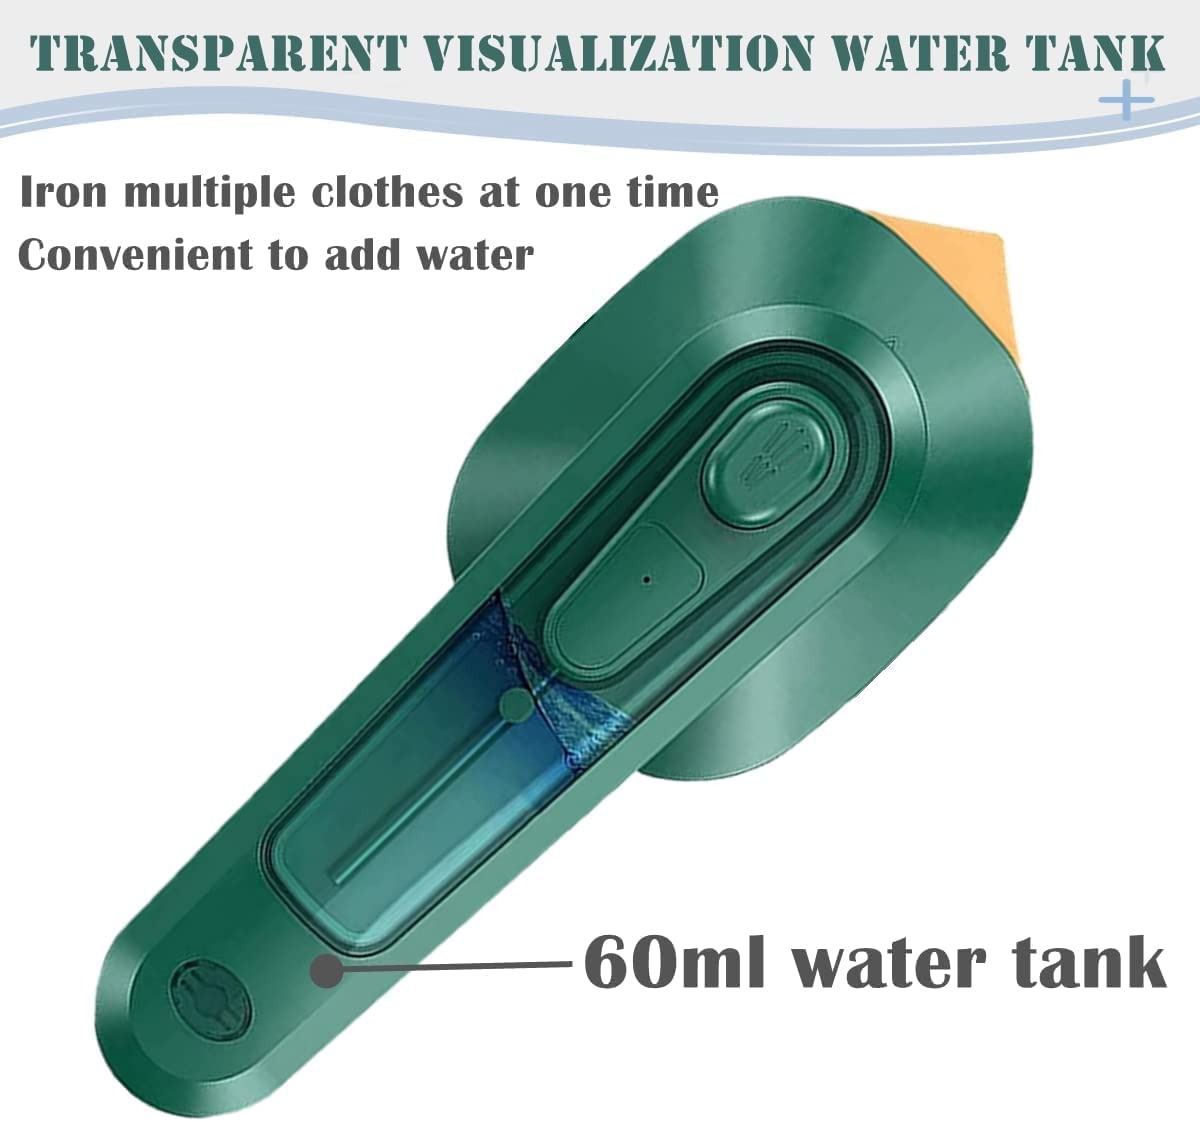 TRANSPARENT VISUALIZATION WATER TANK
Iron multiple clothes at one time
Convenient to add water
60ml water tank